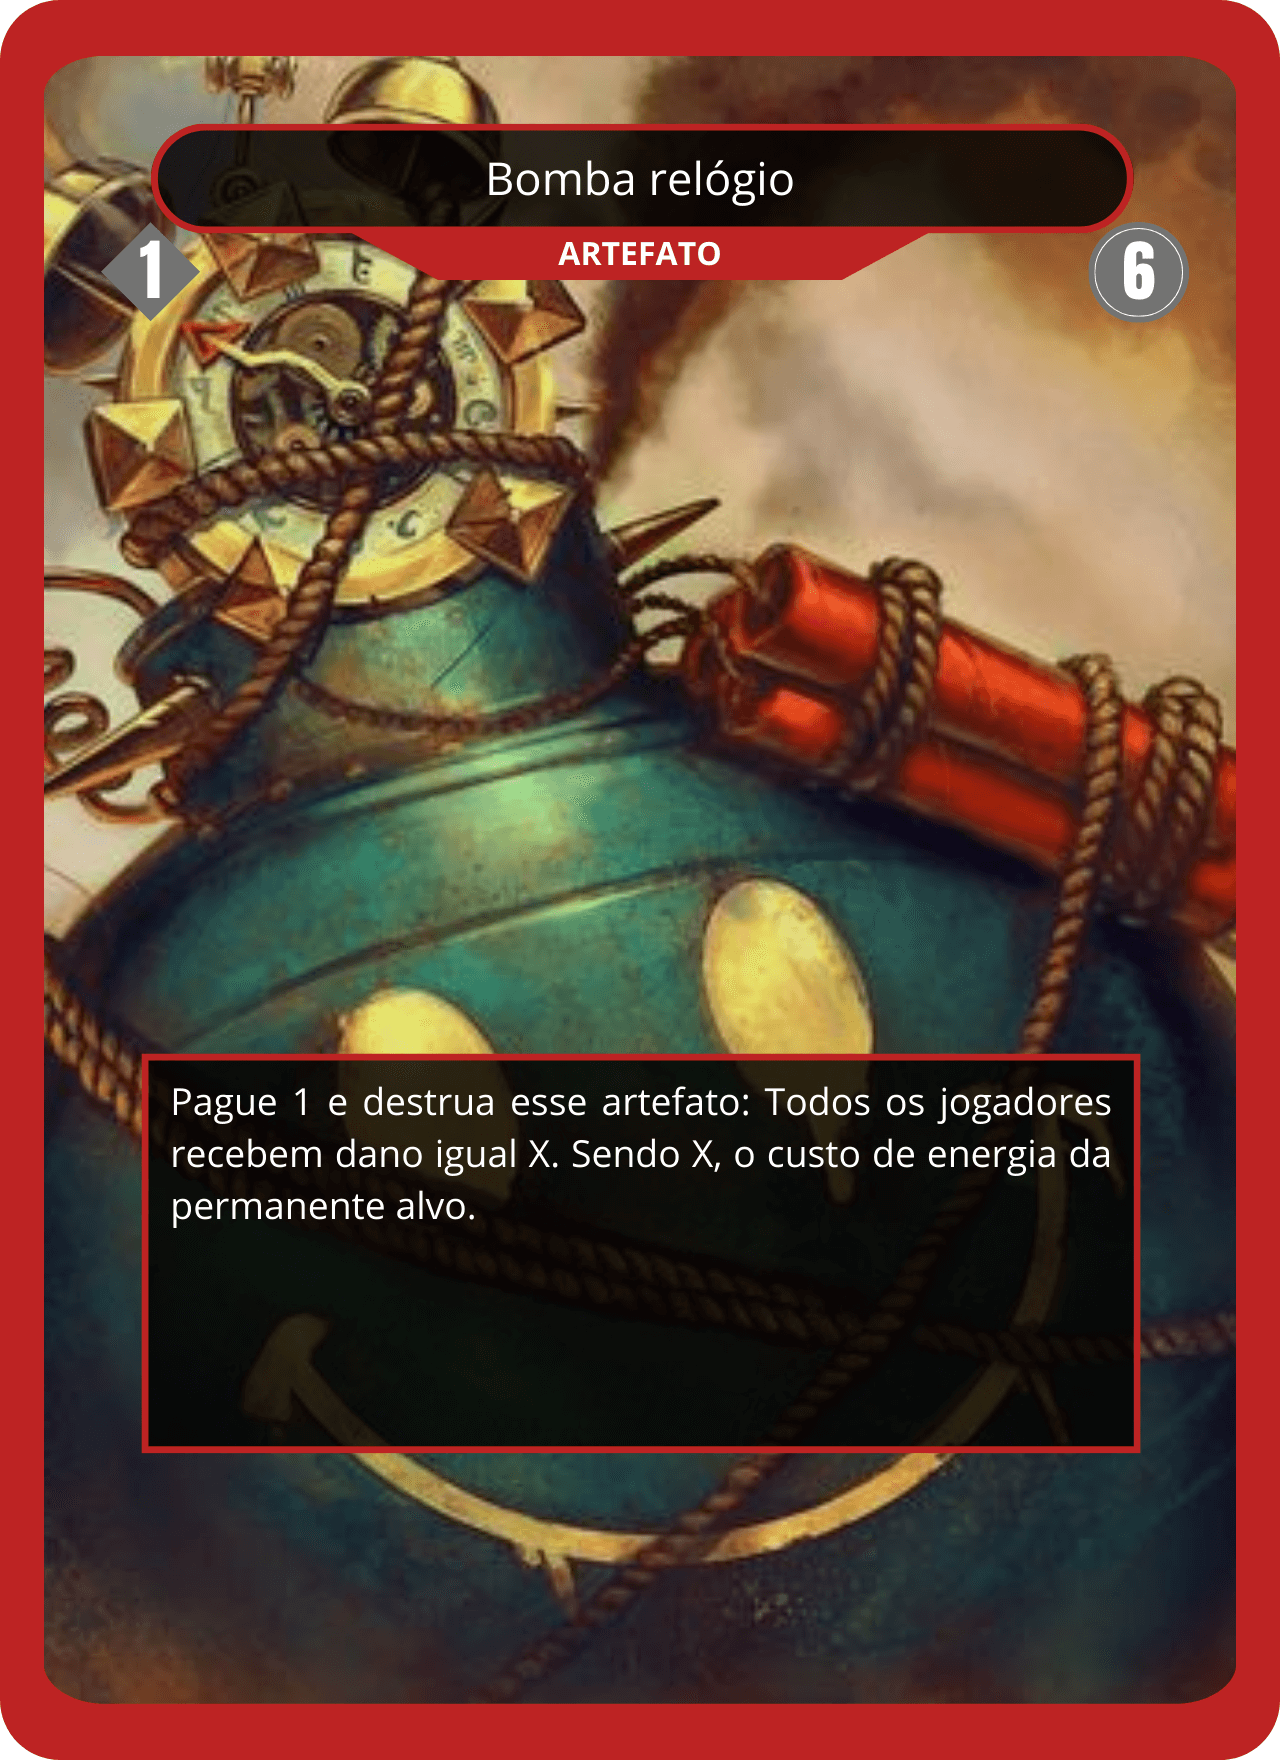 Bomba relógio
ARTEFATO
1
6
Pague 1 e destrua esse artefato: Todos os jogadores
recebem dano igual X. Sendo X, o custo de energia da
permanente alvo.